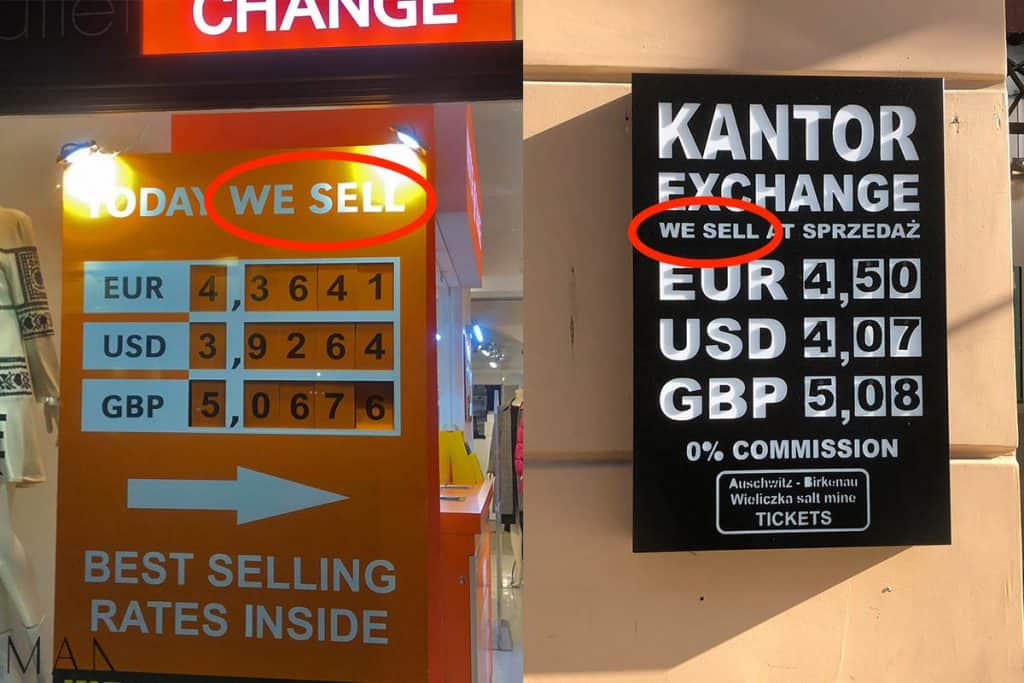 CHANGE
TODAY WE SELL
EUR 4,3641
USD 3,9264
GBP 5,0676
BEST SELLING
RATES INSIDE
MAN
KANTOR
EXCHANGE
WE SELL AT SPRZEDAŻ
EUR 4,50
USD 4,07
GBP 5,08
0% COMMISSION
Auschwitz - Birkenau
Wieliczka salt mine
TICKETS